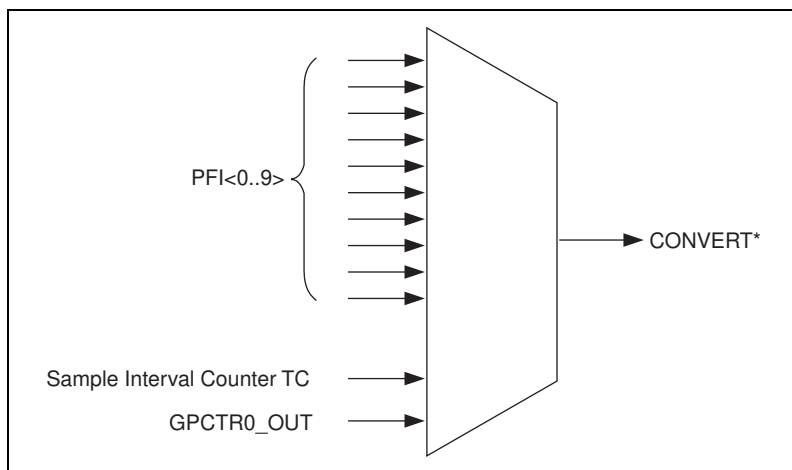 PFI<0..9>
CONVERT*
Sample Interval Counter TC
GPCTR0_OUT